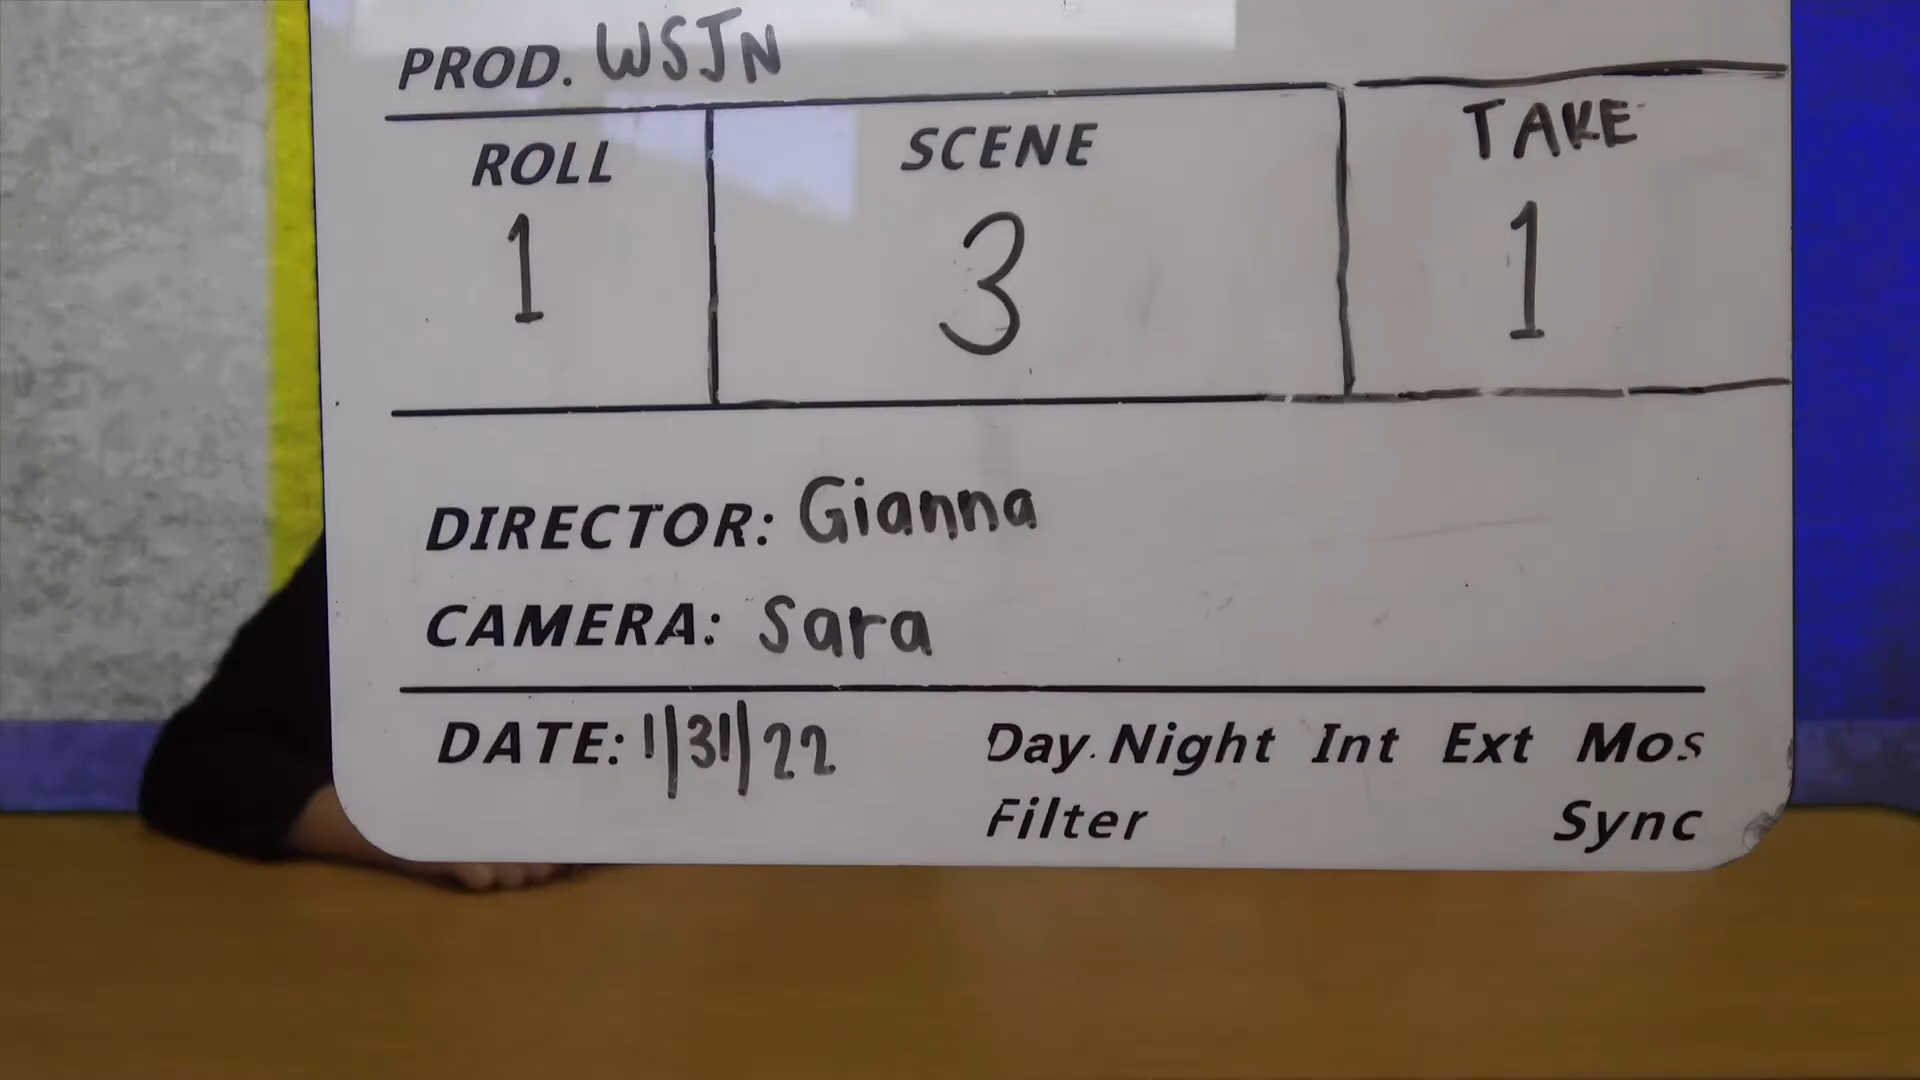 PROD. WSJN
ROLL SCENE TAKE
1 3 1
DIRECTOR: Gianna
CAMERA: Sara
DATE: 1/31/22 Day Night Int Ext Mos
Filter Sync